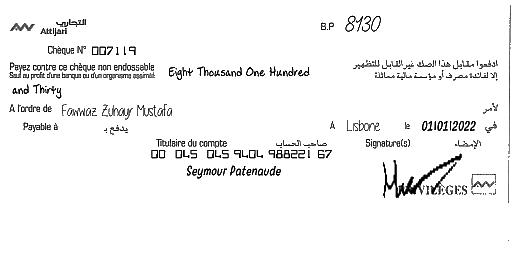 التجاري
Attijari
B.P 8130
Chèque N° 007119
Payez contre ce chèque non endossable
Sauf au profit d'une banque ou d'un organisme assimilé
Eight Thousand One Hundred
ادفعوا مقابل هذا الصك غير القابل للتظهير
إلا لفائدة مصرف أو مؤسسة مالية مماثلة
and Thirty
A l'ordre de Fawwaz Zuhayr Mustafa لأمر
Payable à يدفع بـ A Lisbone le 01/01/2022 في
Titulaire du compte صاحب الحساب Signature(s) الإمضاء
00 045 045 9404 988221 67
Seymour Patenaude
PRIVILÈGES